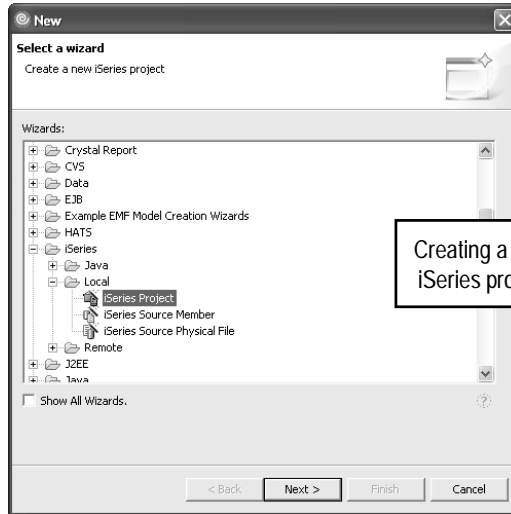 New
Select a wizard
Create a new iSeries project
Wizards:
Crystal Report
CVS
Data
EJB
Example EMF Model Creation Wizards
HATS
iSeries
Java
Local
iSeries Project
iSeries Source Member
iSeries Source Physical File
Remote
J2EE
Java
Creating a
iSeries pro
Show All Wizards.
< Back Next > Finish Cancel